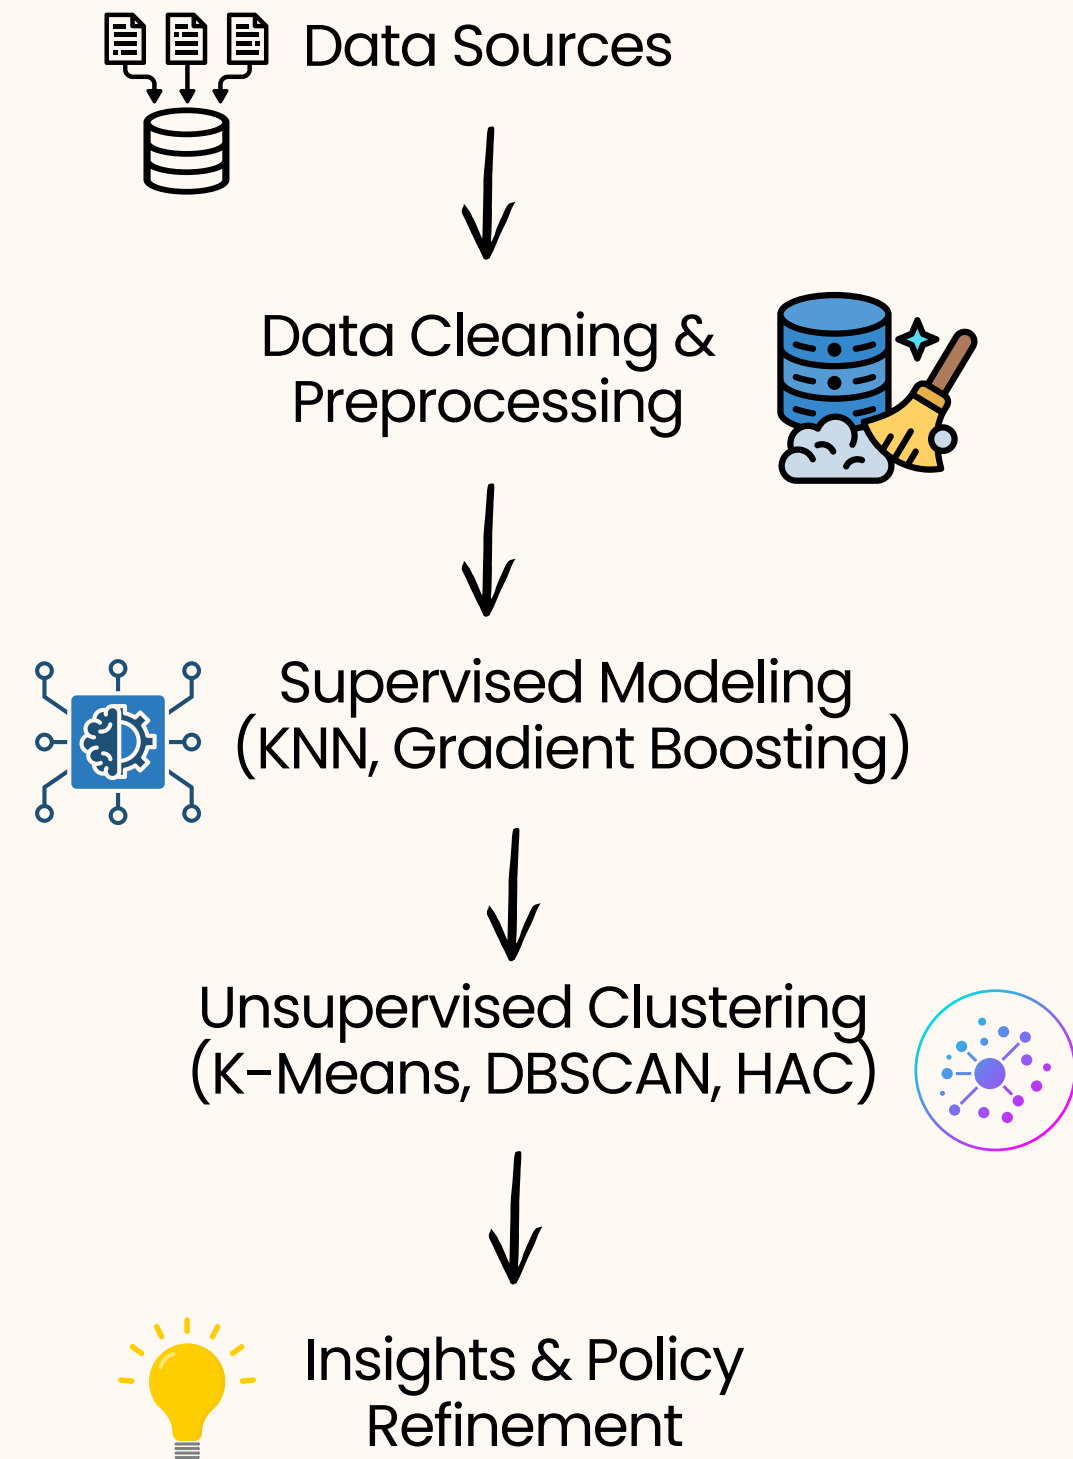 Data Sources
Data Cleaning &
Preprocessing
Supervised Modeling
(KNN, Gradient Boosting)
Unsupervised Clustering
(K-Means, DBSCAN, HAC)
Insights & Policy
Refinement